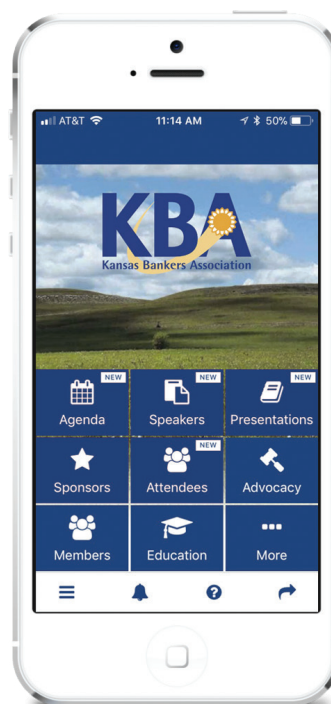 AT&T 11:14 AM 50%
KBA
Kansas Bankers Association
NEW NEW NEW
Agenda Speakers Presentations
NEW
Sponsors Attendees Advocacy
Members Education More
?